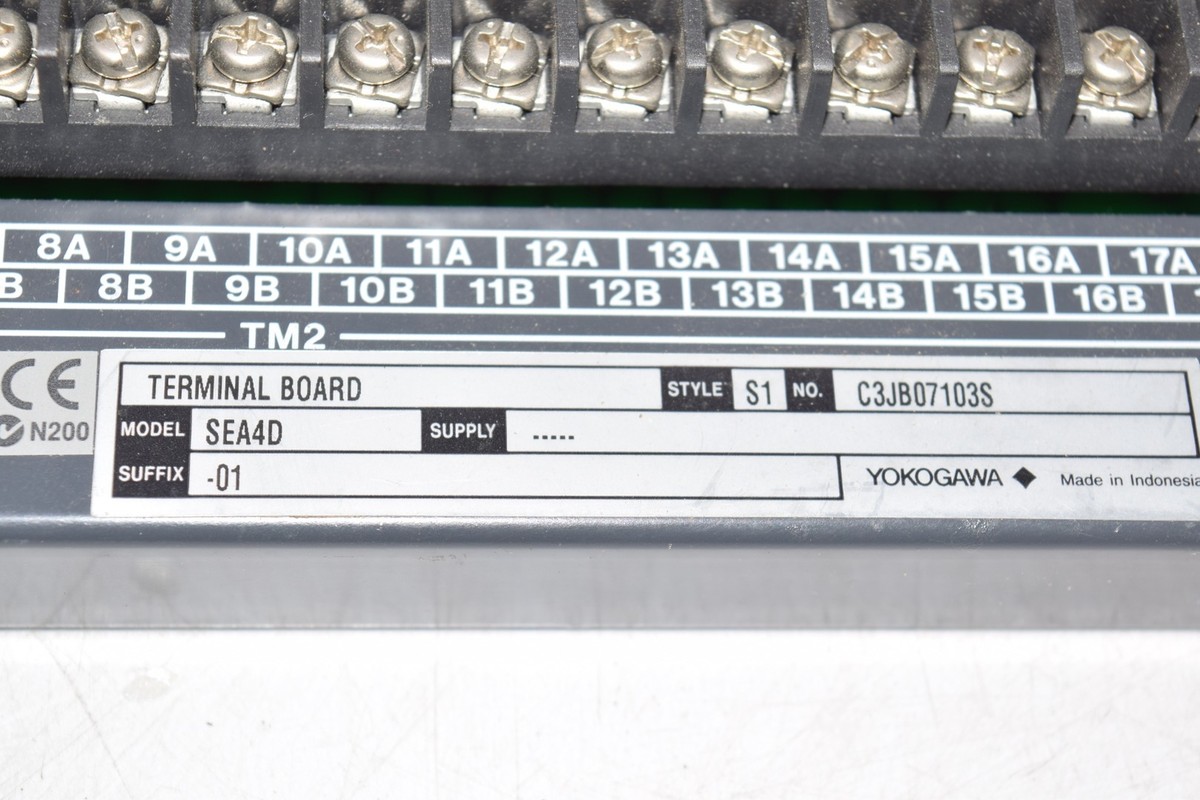 8A 9A 10A 11A 12A 13A 14A 15A 16A 17A
B 8B 9B 10B 11B 12B 13B 14B 15B 16B
TM2
CE
N200
TERMINAL BOARD STYLE S1 NO. C3JB07103S
MODEL SEA4D SUPPLY -----
SUFFIX -01
YOKOGAWA Made in Indonesia